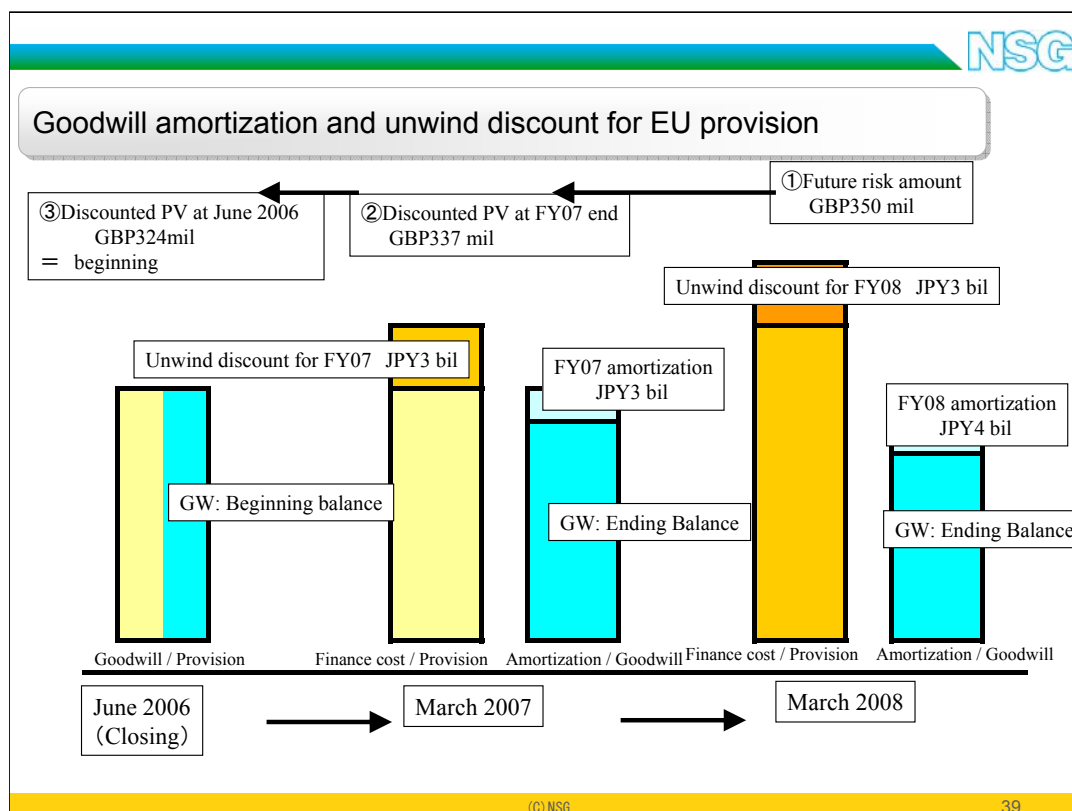 NSG
Goodwill amortization and unwind discount for EU provision
①Future risk amount
GBP350 mil
②Discounted PV at FY07 end
GBP337 mil
③Discounted PV at June 2006
GBP324mil
＝ beginning
Unwind discount for FY08 JPY3 bil
Unwind discount for FY07 JPY3 bil
FY07 amortization
JPY3 bil
FY08 amortization
JPY4 bil
GW: Beginning balance
GW: Ending Balance
GW: Ending Balance
Goodwill / Provision
Finance cost / Provision
Amortization / Goodwill
Finance cost / Provision
Amortization / Goodwill
June 2006
（Closing）
March 2007
March 2008
(C) NSG
39